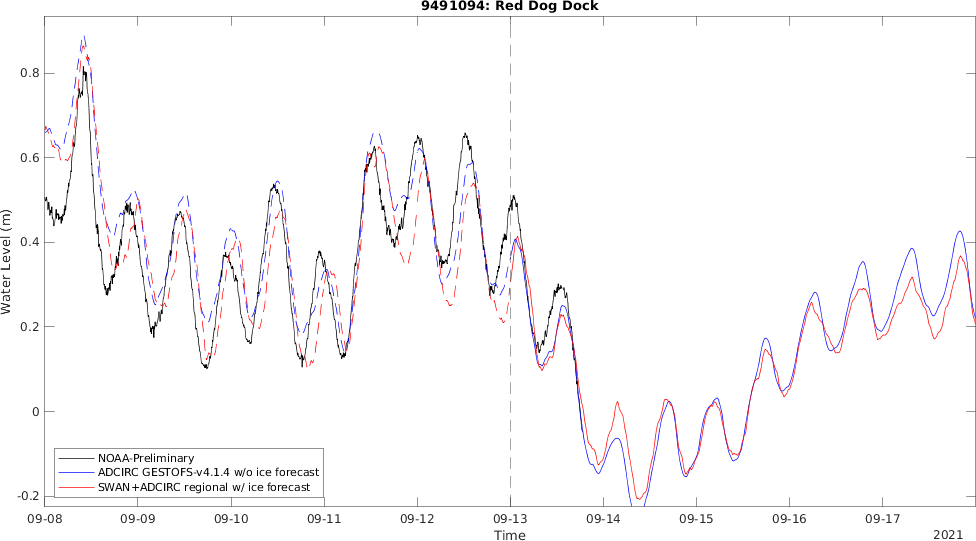 9491094: Red Dog Dock
Water Level (m)
0.8
0.6
0.4
0.2
0
-0.2
NOAA-Preliminary
ADCIRC GESTOFS-v4.1.4 w/o ice forecast
SWAN+ADCIRC regional w/ ice forecast
09-08 09-09 09-10 09-11 09-12 09-13 09-14 09-15 09-16 09-17
Time
2021